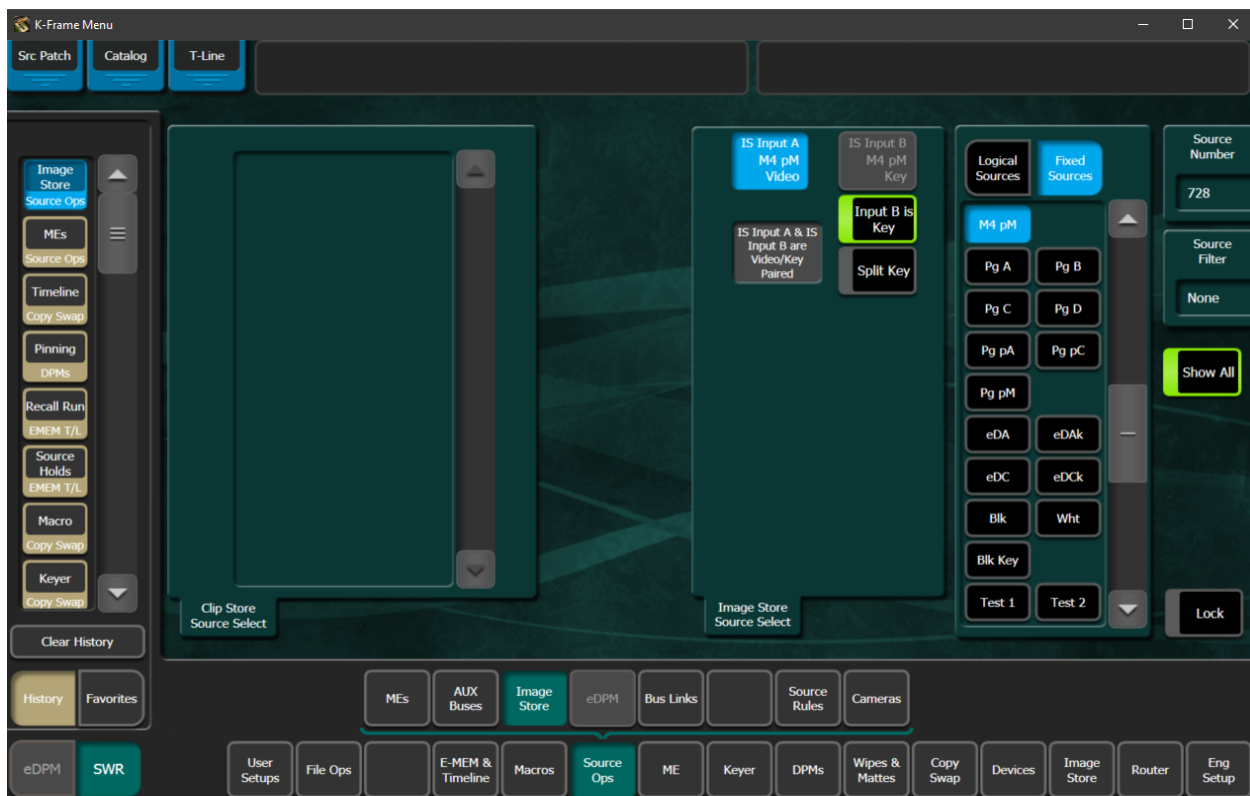 K-Frame Menu
Src Patch
Catalog
T-Line
Image
Store
Source Ops
MEs
Source Ops
Timeline
Copy Swap
Pinning
DPMs
Recall Run
EMEM T/L
Source
Holds
EMEM T/L
Macro
Copy Swap
Keyer
Copy Swap
Clear History
History
Favorites
Clip Store
Source Select
IS Input A
M4 pM
Video
IS Input B
M4 pM
Key
Input B is
Key
IS Input A & IS
Input B are
Video/Key
Paired
Split Key
Image Store
Source Select
Logical
Sources
Fixed
Sources
M4 pM
Pg A
Pg B
Pg C
Pg D
Pg pA
Pg pC
Pg pM
eDA
eDAk
eDC
eDCk
Blk
Wht
Blk Key
Test 1
Test 2
Source
Number
728
Source
Filter
None
Show All
Lock
MEs
AUX
Buses
Image
Store
eDPM
Bus Links
Source
Rules
Cameras
eDPM
SWR
User
Setups
File Ops
E-MEM &
Timeline
Macros
Source
Ops
ME
Keyer
DPMs
Wipes &
Mattes
Copy
Swap
Devices
Image
Store
Router
Eng
Setup